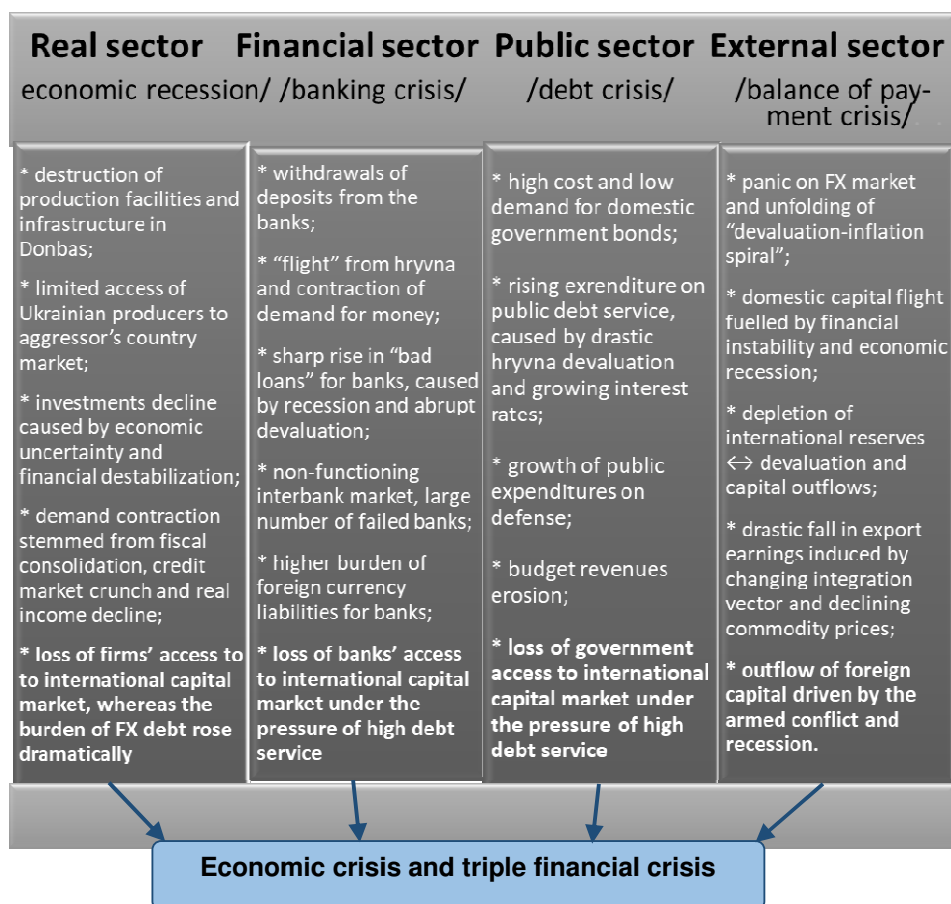 Real sector
economic recession/
Financial sector
/banking crisis/
Public sector
/debt crisis/
External sector
/balance of pay-
ment crisis/
* destruction of
production facilities and
infrastructure in
Donbas;
* limited access of
Ukrainian producers to
aggressor’s country
market;
* investments decline
caused by economic
uncertainty and
financial destabilization;
* demand contraction
stemmed from fiscal
consolidation, credit
market crunch and real
income decline;
* loss of firms’ access to
to international capital
market, whereas the
burden of FX debt rose
dramatically
* withdrawals of
deposits from the
banks;
* “flight” from hryvna
and contraction of
demand for money;
* sharp rise in “bad
loans” for banks, caused
by recession and abrupt
devaluation;
* non-functioning
interbank market, large
number of failed banks;
* higher burden of
foreign currency
liabilities for banks;
* loss of banks’ access
to international capital
market under the
pressure of high debt
service
* high cost and low
demand for domestic
government bonds;
* rising exrenditure on
public debt service,
caused by drastic
hryvna devaluation
and growing interest
rates;
* growth of public
expenditures on
defense;
* budget revenues
erosion;
* loss of government
access to international
capital market under
the pressure of high
debt service
* panic on FX market
and unfolding of
“devaluation-inflation
spiral”;
* domestic capital flight
fuelled by financial
instability and economic
recession;
* depletion of
international reserves
↔ devaluation and
capital outflows;
* drastic fall in export
earnings induced by
changing integration
vector and declining
commodity prices;
* outflow of foreign
capital driven by the
armed conflict and
recession.
Economic crisis and triple financial crisis